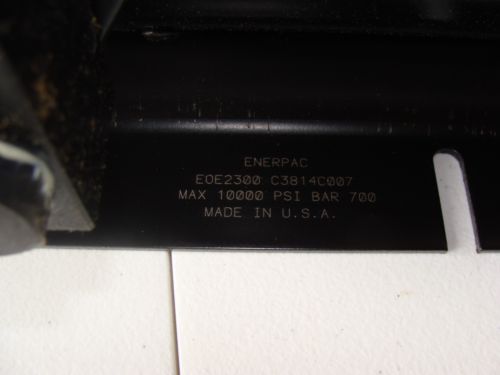 ENERPAC
EOE2300 C3814C007
MAX 10000 PSI BAR 700
MADE IN U.S.A.